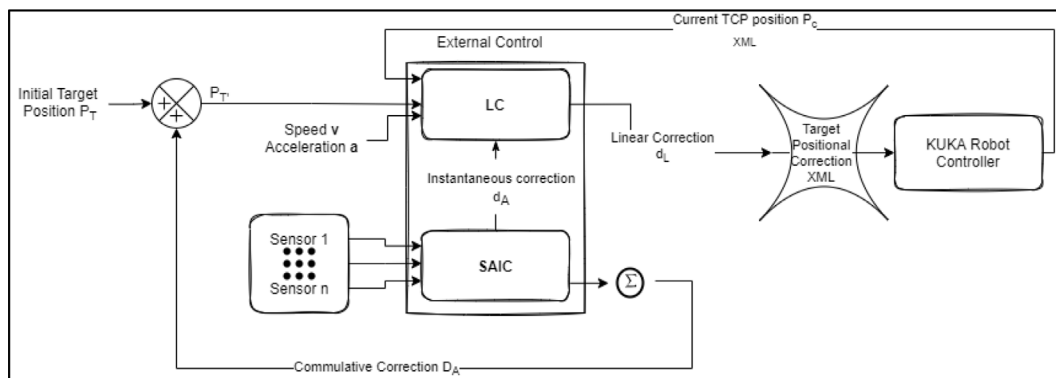 Current TCP position P_c
XML
External Control
Initial Target
Position P_T
+
+
P_T'
LC
Speed v
Acceleration a
Linear Correction
d_L
Target
Positional
Correction
XML
KUKA Robot
Controller
Instantaneous correction
d_A
Sensor 1
Sensor n
SAIC
Σ
Commulative Correction D_A